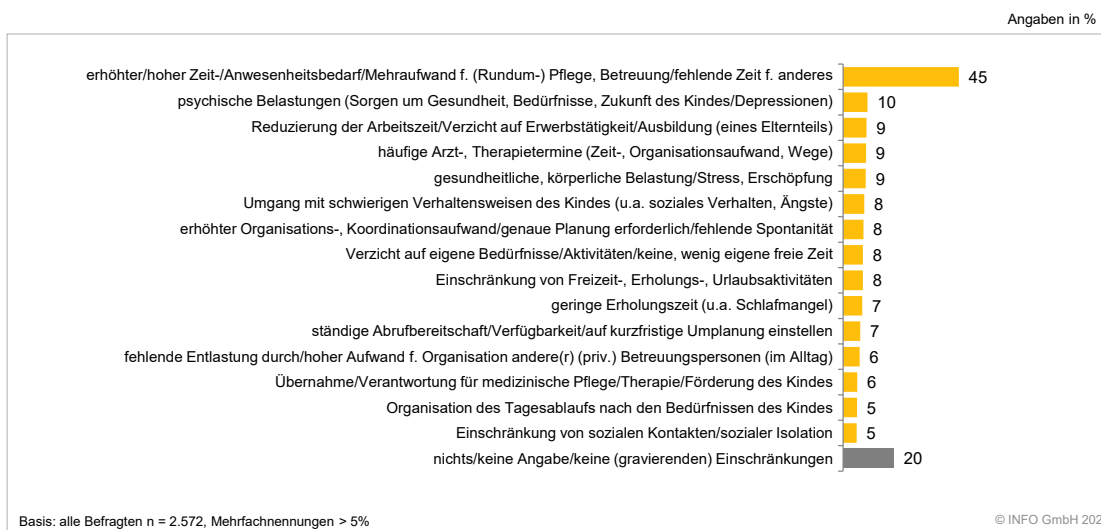 Angaben in %
erhöhter/hoher Zeit-/Anwesenheitsbedarf/Mehraufwand f. (Rundum-) Pflege, Betreuung/fehlende Zeit f. anderes 45
psychische Belastungen (Sorgen um Gesundheit, Bedürfnisse, Zukunft des Kindes/Depressionen) 10
Reduzierung der Arbeitszeit/Verzicht auf Erwerbstätigkeit/Ausbildung (eines Elternteils) 9
häufige Arzt-, Therapietermine (Zeit-, Organisationsaufwand, Wege) 9
gesundheitliche, körperliche Belastung/Stress, Erschöpfung 9
Umgang mit schwierigen Verhaltensweisen des Kindes (u.a. soziales Verhalten, Ängste) 8
erhöhter Organisations-, Koordinationsaufwand/genaue Planung erforderlich/fehlende Spontanität 8
Verzicht auf eigene Bedürfnisse/Aktivitäten/keine, wenig eigene freie Zeit 8
Einschränkung von Freizeit-, Erholungs-, Urlaubsaktivitäten 8
geringe Erholungszeit (u.a. Schlafmangel) 7
ständige Abrufbereitschaft/Verfügbarkeit/auf kurzfristige Umplanung einstellen 7
fehlende Entlastung durch/hoher Aufwand f. Organisation andere(r) (priv.) Betreuungspersonen (im Alltag) 6
Übernahme/Verantwortung für medizinische Pflege/Therapie/Förderung des Kindes 6
Organisation des Tagesablaufs nach den Bedürfnissen des Kindes 5
Einschränkung von sozialen Kontakten/sozialer Isolation 5
nichts/keine Angabe/keine (gravierenden) Einschränkungen 20
Basis: alle Befragten n = 2.572, Mehrfachnennungen > 5% © INFO GmbH 202